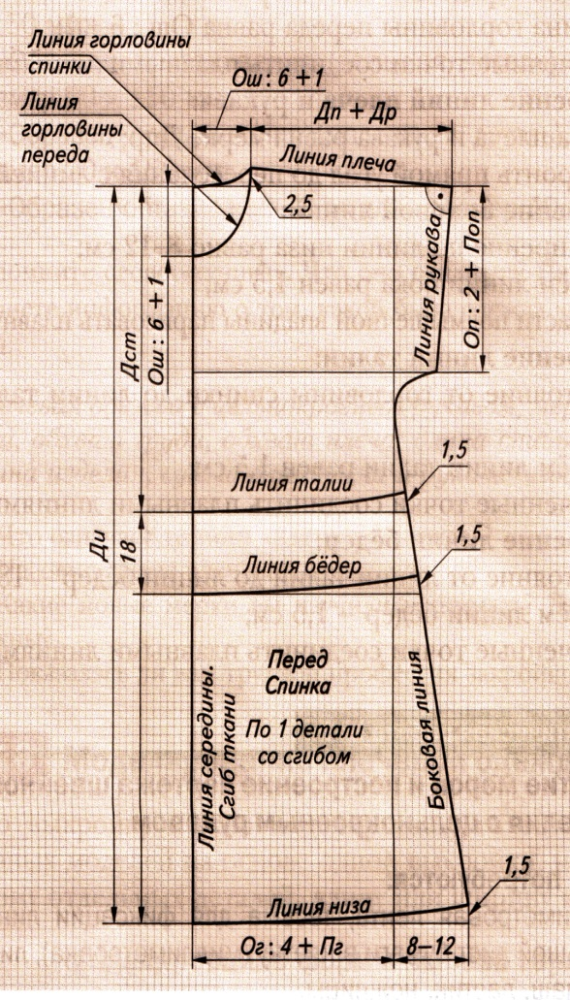 Линия горловины
спинки
Линия
горловины
переда
Ош : 6 + 1
Дп + Др
Линия плеча
2,5
Линия рукава
Оп : 2 + Поп
Ош : 6 + 1
Дст
1,5
Линия талии
18
Ди
1,5
Линия бёдер
Перед
Спинка
По 1 детали
со сгибом
Линия середины.
Сгиб ткани
Боковая линия
1,5
Линия низа
Ог : 4 + Пг
8–12